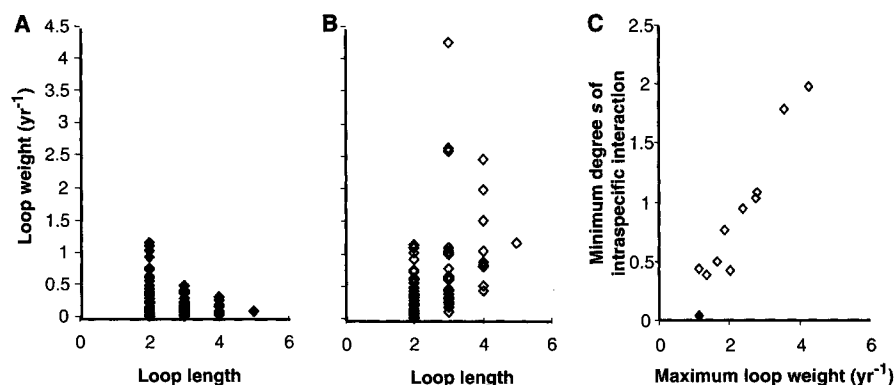 A
Loop weight (yr-1)
4.5
4
3.5
3
2.5
2
1.5
1
0.5
0
0 2 4 6
Loop length
B
0 2 4 6
Loop length
C
Minimum degree s of
intraspecific interaction
2.5
2
1.5
1
0.5
0
0 2 4 6
Maximum loop weight (yr-1)